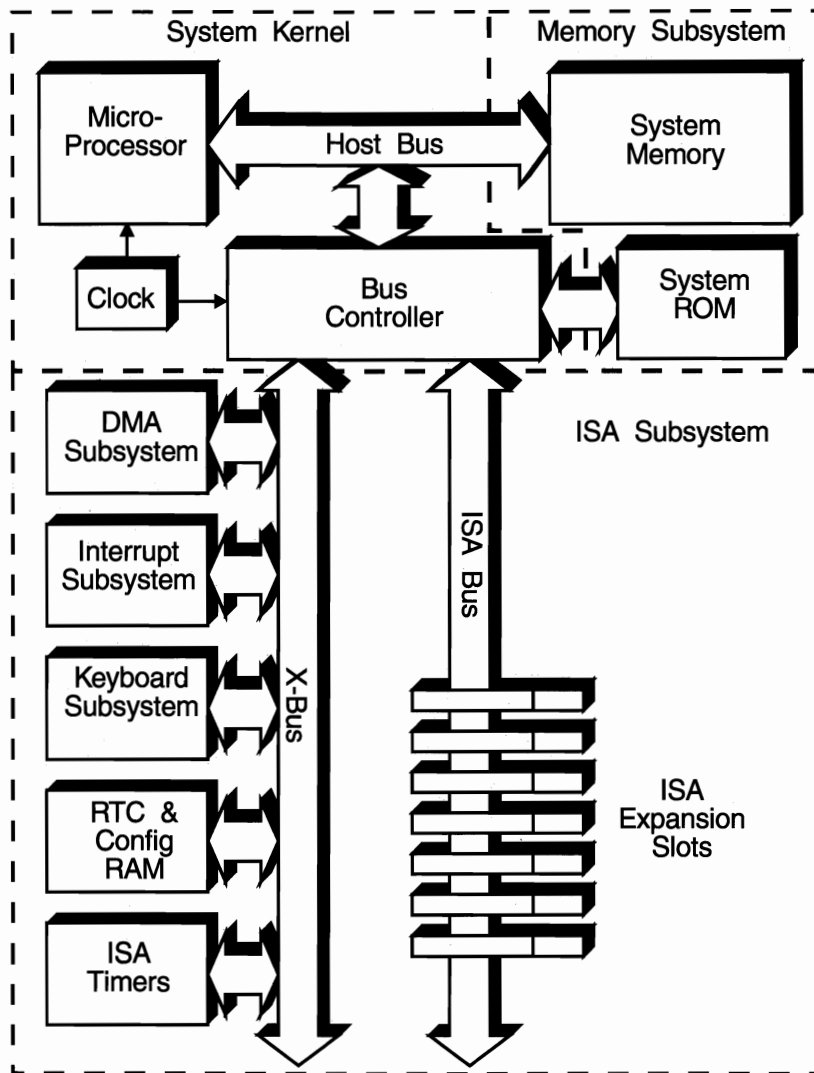 System Kernel
Memory Subsystem
Micro-
Processor
Host Bus
System
Memory
Clock
Bus
Controller
System
ROM
DMA
Subsystem
ISA Subsystem
Interrupt
Subsystem
ISA Bus
Keyboard
Subsystem
X-Bus
RTC &
Config
RAM
ISA
Expansion
Slots
ISA
Timers